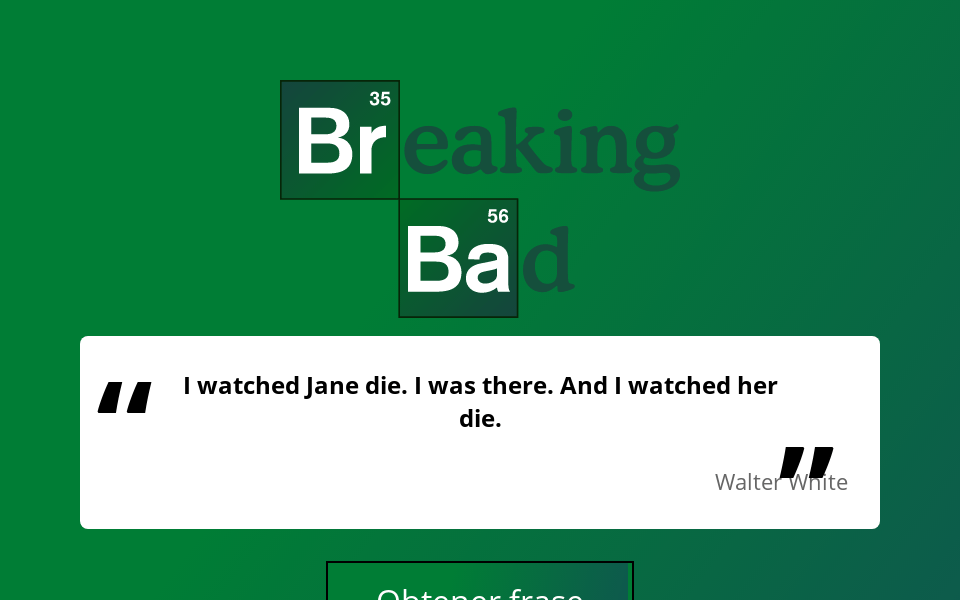 35
Breaking
56
Bad
“
I watched Jane die. I was there. And I watched her
die.
”
Walter White
Obtener frase